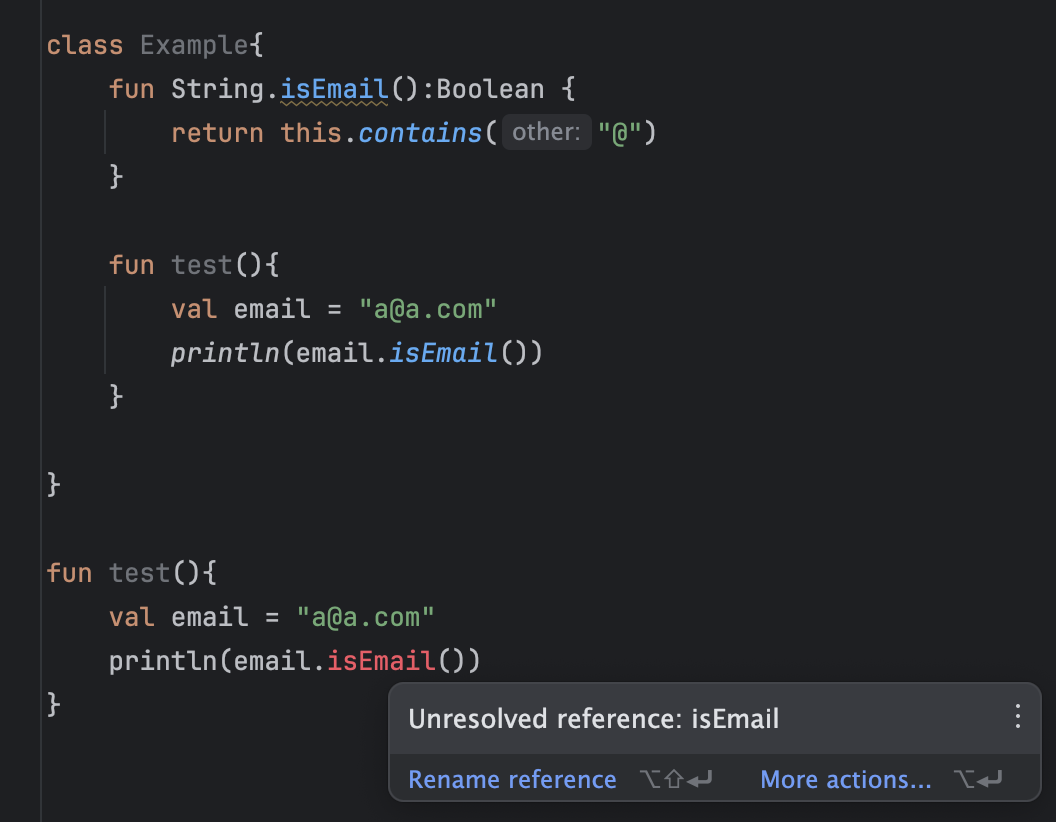 class Example{
fun String.isEmail():Boolean {
return this.contains( other: "@")
}
fun test(){
val email = "a@a.com"
println(email.isEmail())
}
}
fun test(){
val email = "a@a.com"
println(email.isEmail())
}
Unresolved reference: isEmail
Rename reference ⌥⇧↩ More actions... ⌥↩